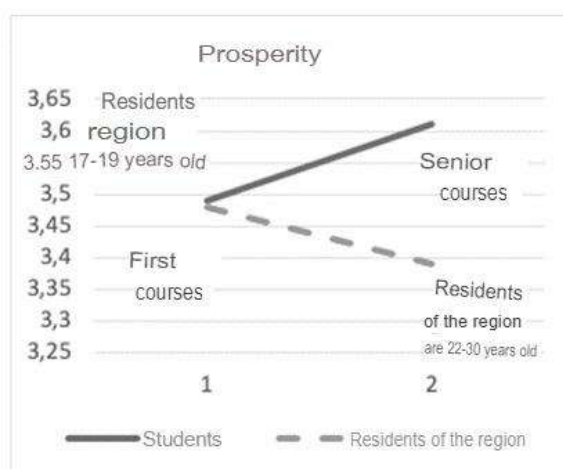 Prosperity
3,65
Residents
3,6
region
3.55 17-19 years old
3,5
Senior
courses
3,45
3,4
First
3,35
courses
Residents
3,3
of the region
3,25
are 22-30 years old
1
2
Students
Residents of the region